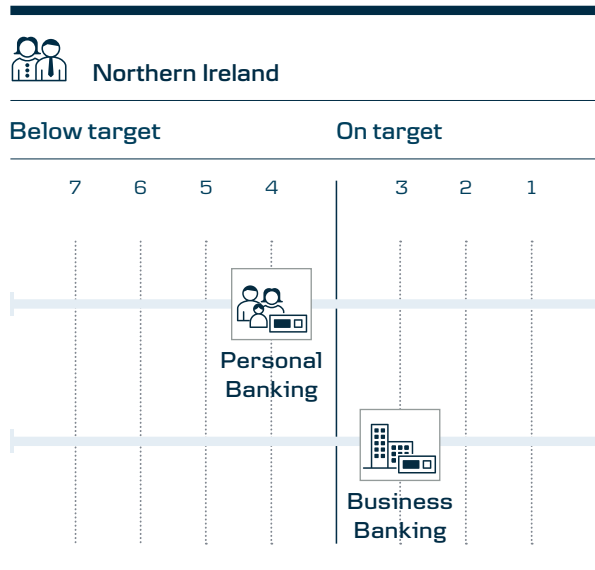 Northern Ireland
Below target On target
7 6 5 4 3 2 1
Personal
Banking
Business
Banking